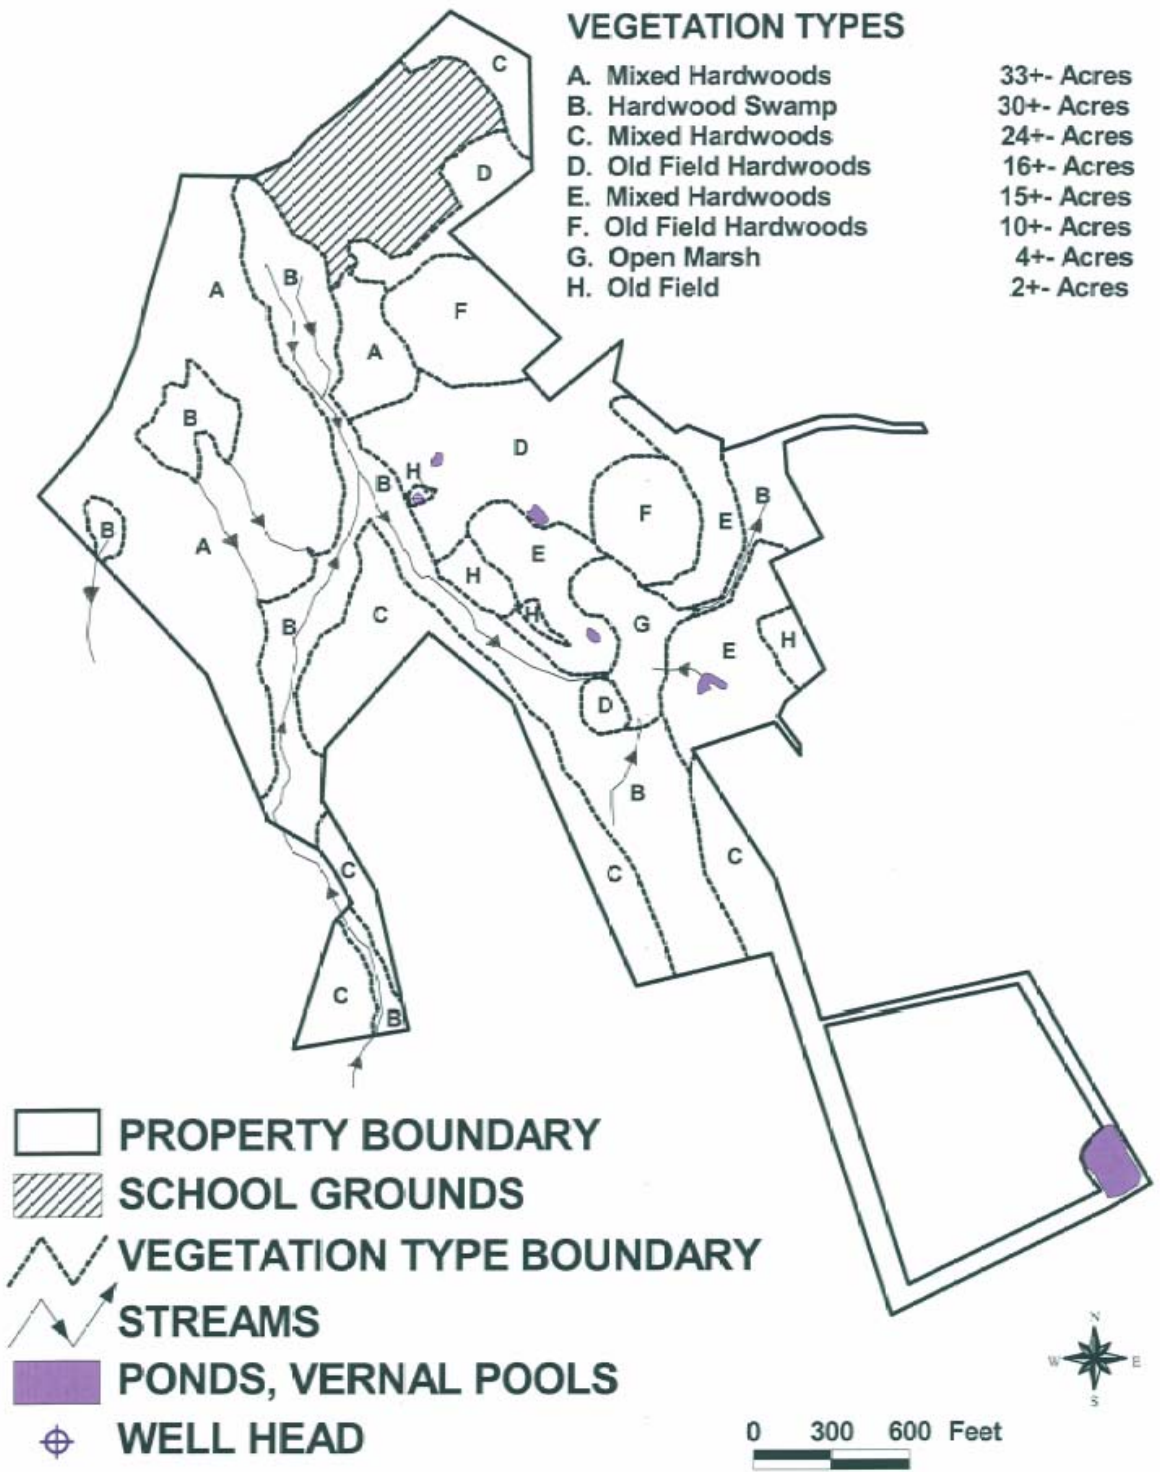 VEGETATION TYPES
A. Mixed Hardwoods 33+- Acres
B. Hardwood Swamp 30+- Acres
C. Mixed Hardwoods 24+- Acres
D. Old Field Hardwoods 16+- Acres
E. Mixed Hardwoods 15+- Acres
F. Old Field Hardwoods 10+- Acres
G. Open Marsh 4+- Acres
H. Old Field 2+- Acres
C
D
B
A
F
A
B
D
H
B
B
F
E
B
A
E
H
H
C
B
G
E
H
D
B
C
C
C
C
B
PROPERTY BOUNDARY
SCHOOL GROUNDS
VEGETATION TYPE BOUNDARY
STREAMS
PONDS, VERNAL POOLS
WELL HEAD
N
W E
S
0 300 600 Feet